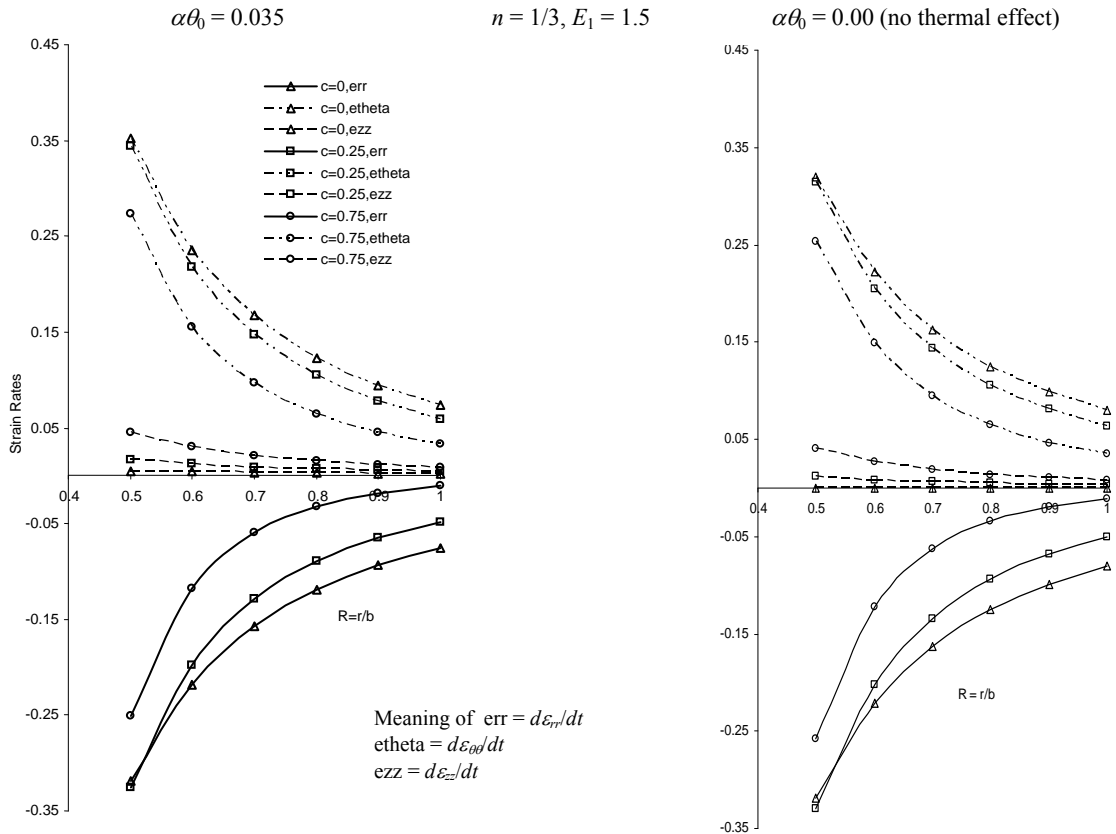 αθ0 = 0.035
n = 1/3, E1 = 1.5
αθ0 = 0.00 (no thermal effect)
0.45
0.35
0.25
0.15
0.05
-0.05
-0.15
-0.25
-0.35
Strain Rates
0.4 0.5 0.6 0.7 0.8 0.9 1
R=r/b
c=0,err
c=0,etheta
c=0,ezz
c=0.25,err
c=0.25,etheta
c=0.25,ezz
c=0.75,err
c=0.75,etheta
c=0.75,ezz
Meaning of err = dεrr/dt
etheta = dεθθ/dt
ezz = dεzz/dt
0.45
0.35
0.25
0.15
0.05
-0.05
-0.15
-0.25
-0.35
0.4 0.5 0.6 0.7 0.8 0.9 1
R = r/b